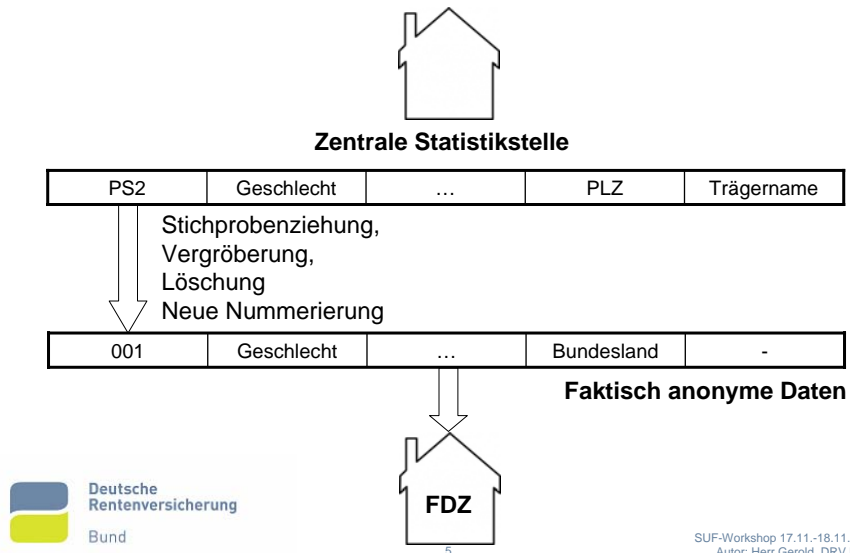 Zentrale Statistikstelle
PS2 Geschlecht … PLZ Trägername
Stichprobenziehung,
Vergröberung,
Löschung
Neue Nummerierung
001 Geschlecht … Bundesland -
Faktisch anonyme Daten
FDZ
Deutsche
Rentenversicherung
Bund
5
SUF-Workshop 17.11.-18.11.
Autor: Herr Gerold, DRV